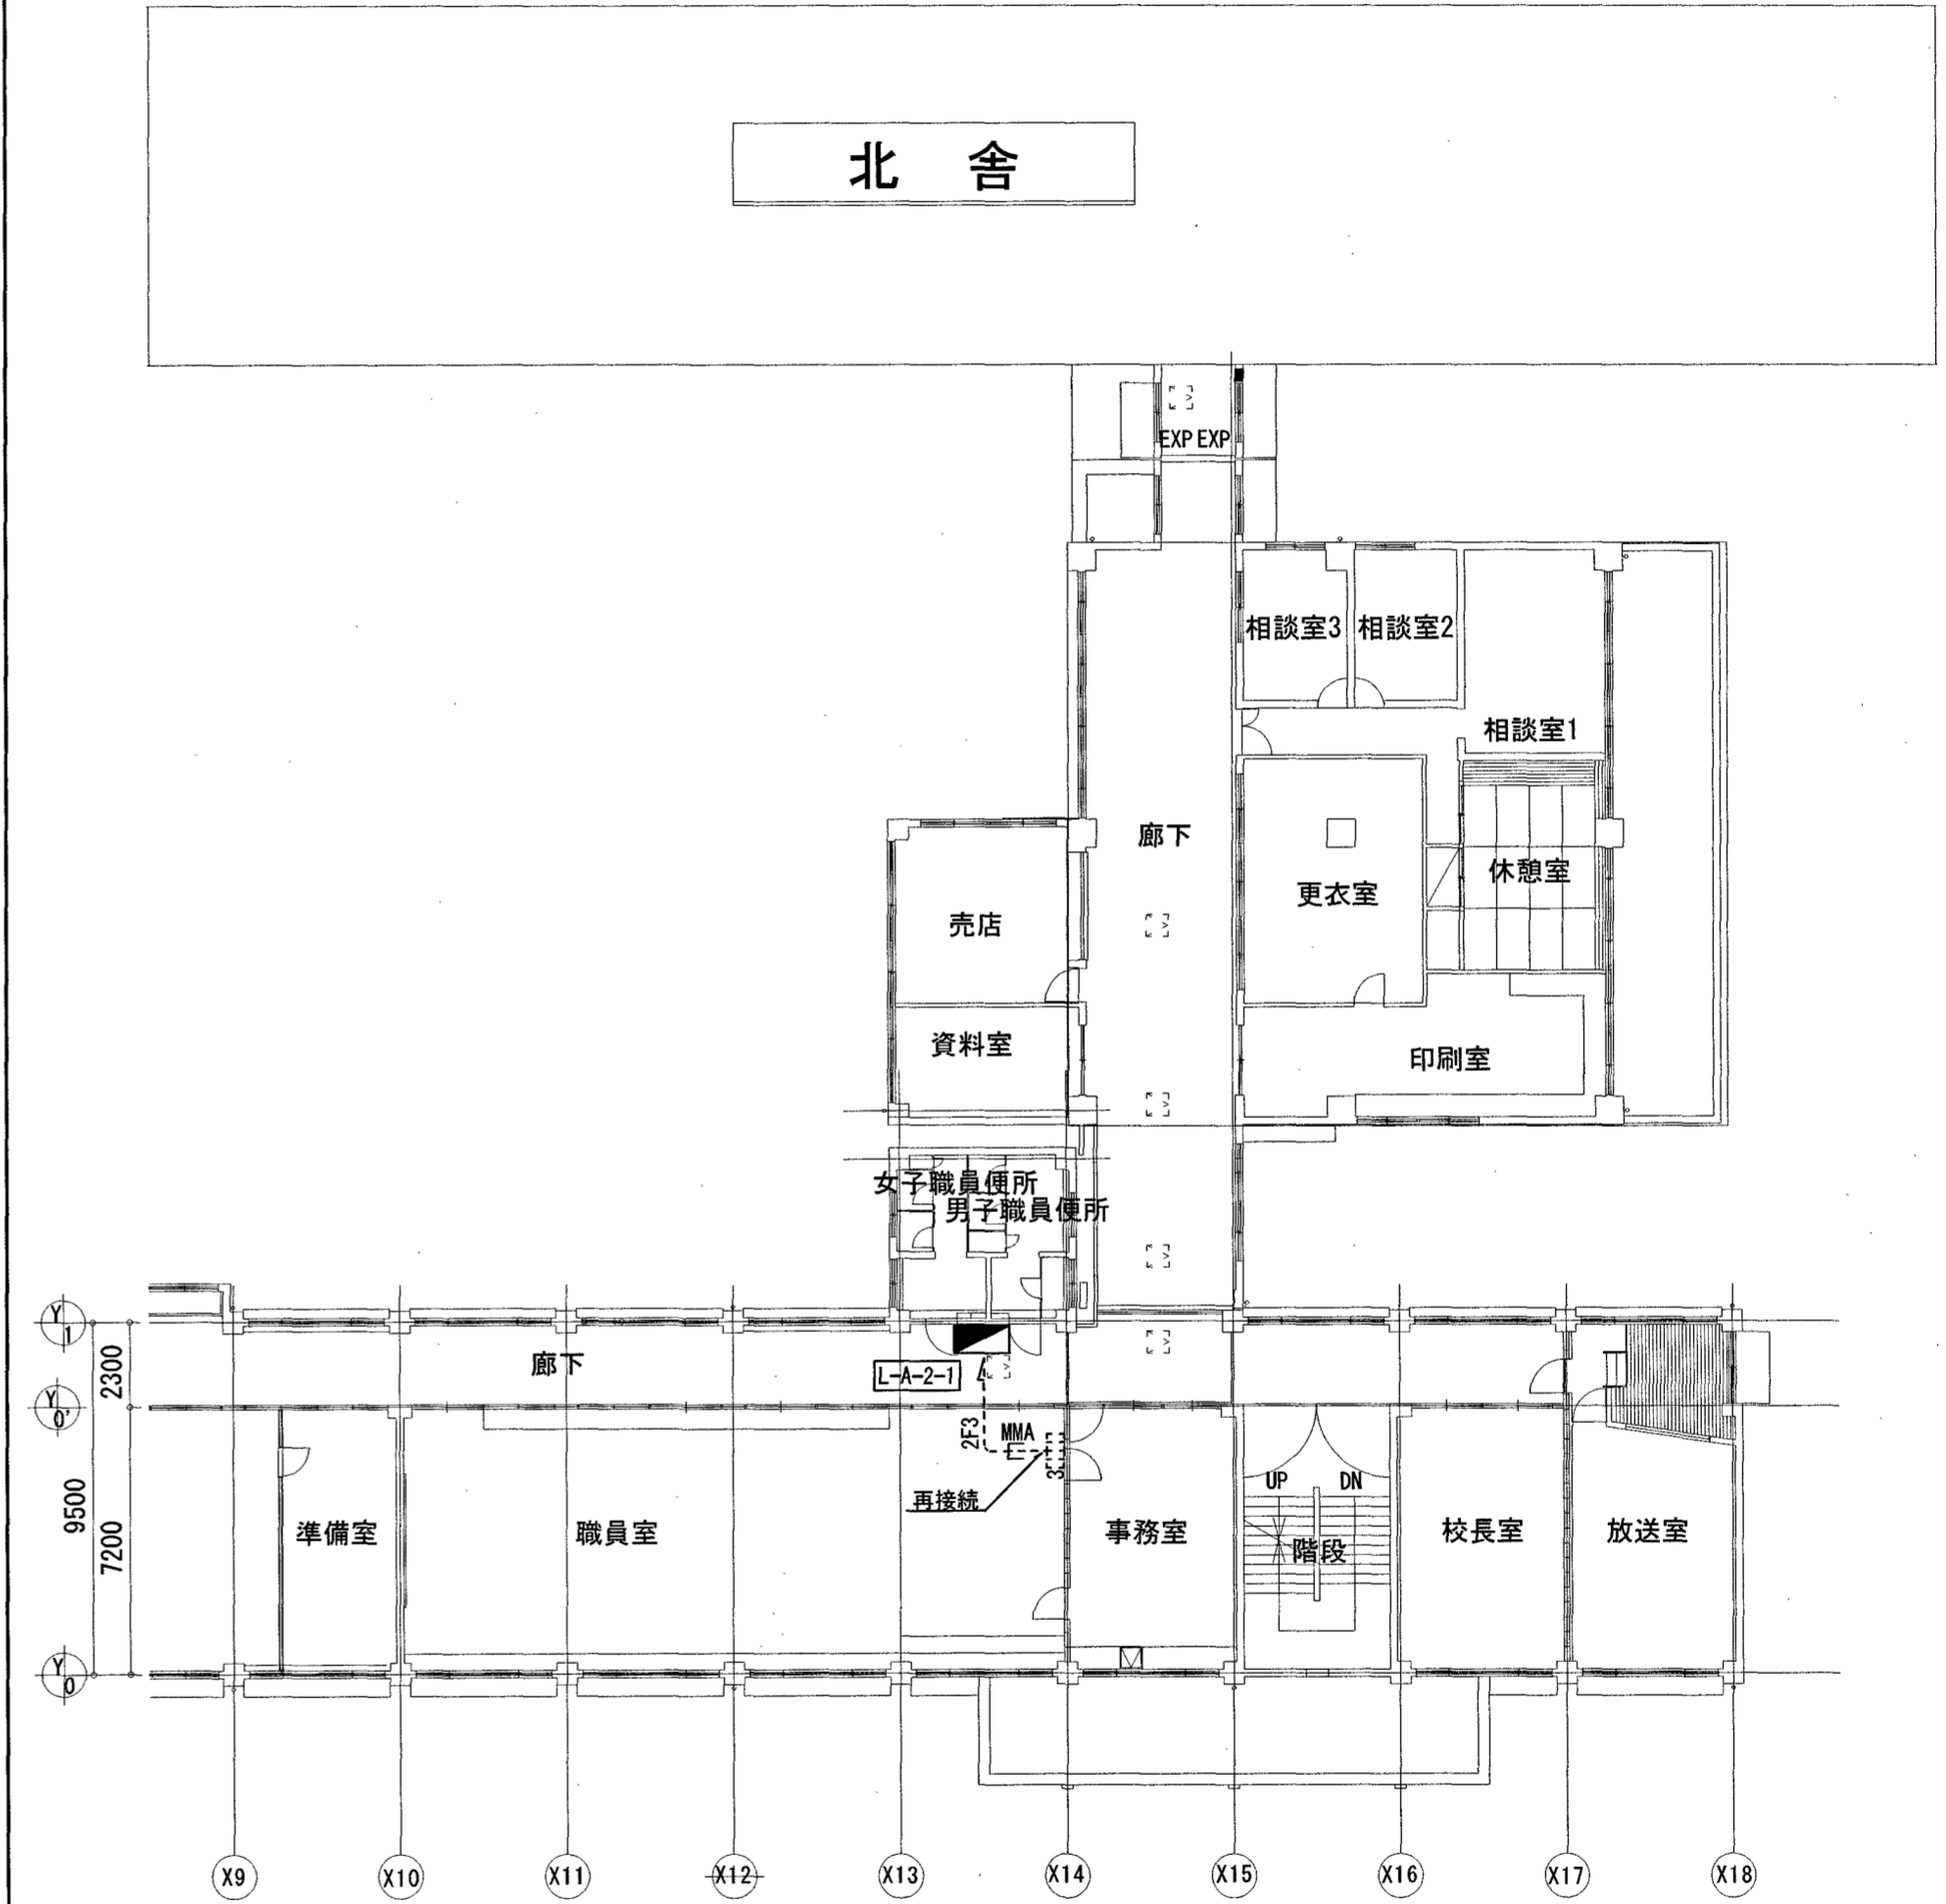 北 舎
EXP EXP
相談室3 相談室2
相談室1
廊下
休憩室
更衣室
売店
資料室
印刷室
女子職員便所
男子職員便所
Y1
廊下
L-A-2-1
2300
Y0'
2F3
MMA
3
再接続
UP DN
9500
7200
準備室
職員室
事務室
階段
校長室
放送室
Y0
X9 X10 X11 X12 X13 X14 X15 X16 X17 X18